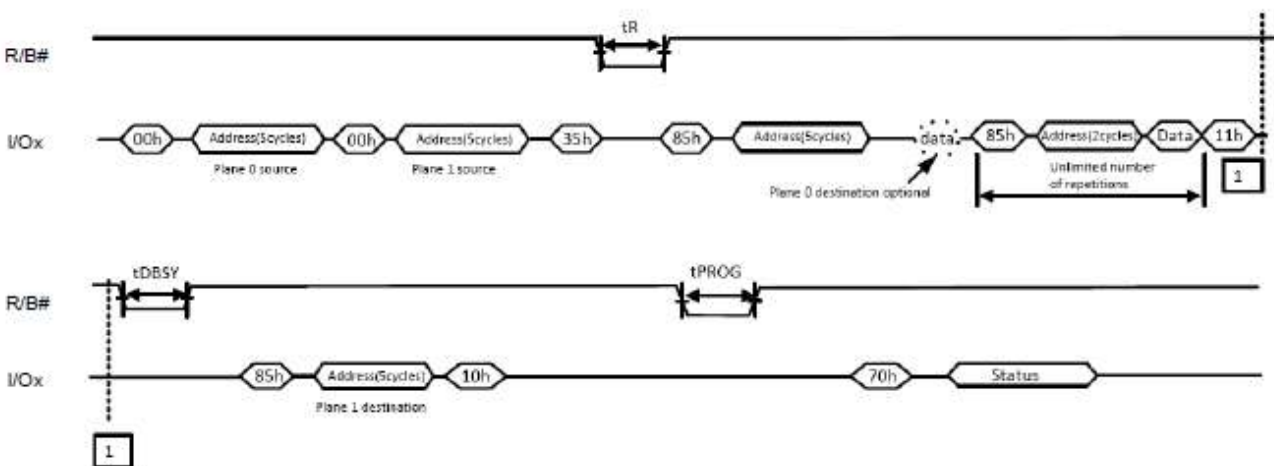 tR
R/B#
I/Ox
00h Address(5cycles) 00h Address(5cycles) 35h 85h Address(5cycles) data 85h Address(2cycles) Data 11h
Plane 0 source
Plane 1 source
Plane 0 destination optional
Unlimited number
of repetitions
1
tDBSY
tPROG
R/B#
I/Ox
85h Address(5cycles) 10h 70h Status
Plane 1 destination
1